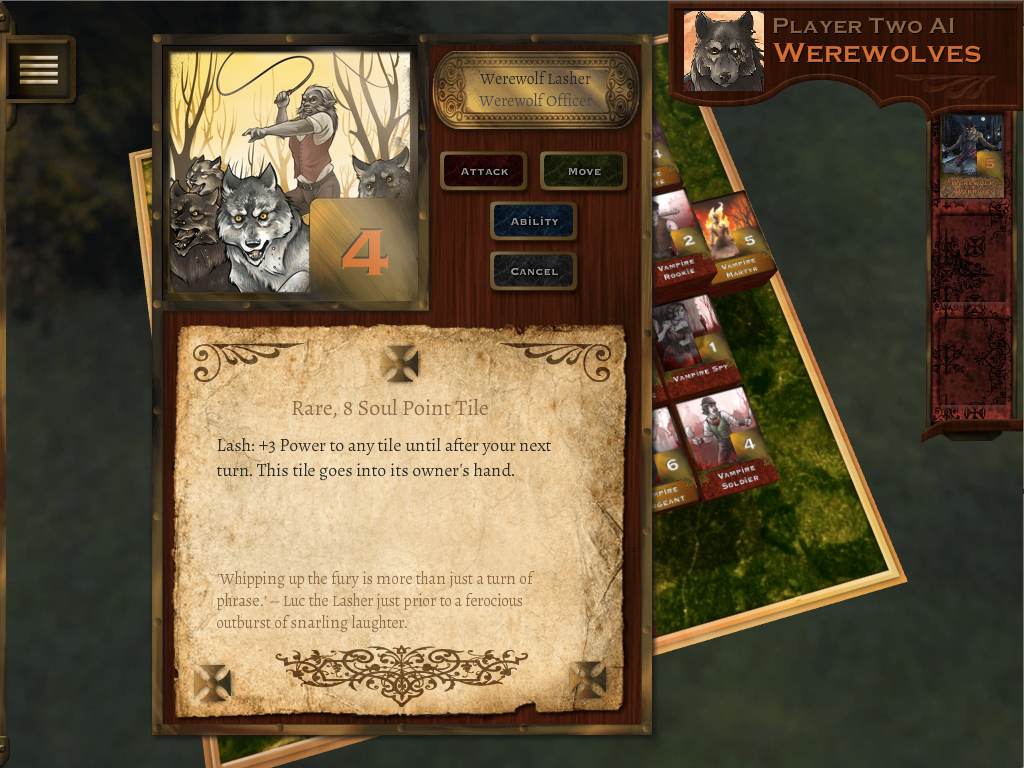 Player Two AI
Werewolves
Werewolf Lasher
Werewolf Officer
Attack
Move
Ability
Cancel
4
Rare, 8 Soul Point Tile
Lash: +3 Power to any tile until after your next
turn. This tile goes into its owner's hand.
'Whipping up the fury is more than just a turn of
phrase.' – Luc the Lasher just prior to a ferocious
outburst of snarling laughter.
4
2
Vampire
Rookie
5
Vampire
Martyr
1
Vampire Spy
6
4
Vampire
Soldier
5
Werewolf